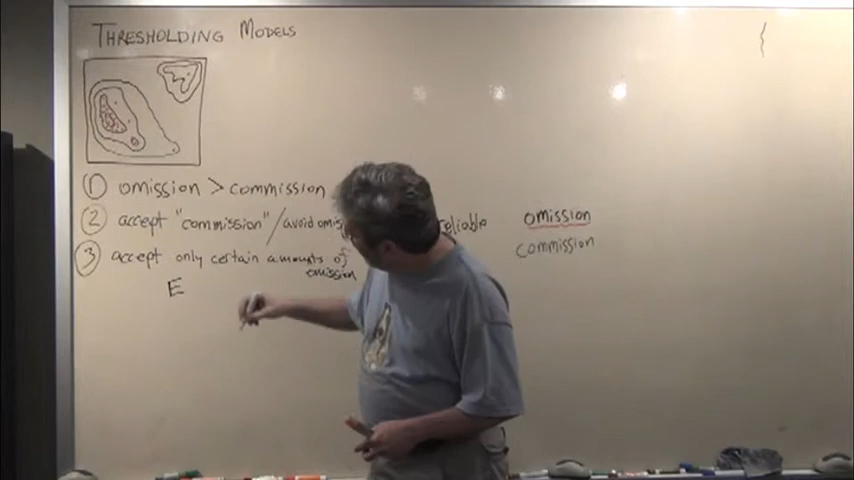 THRESHOLDING MODELS
① omission > commission
② accept "commission"/avoid omis reliable
③ accept only certain amounts of omission
E
omission
commission